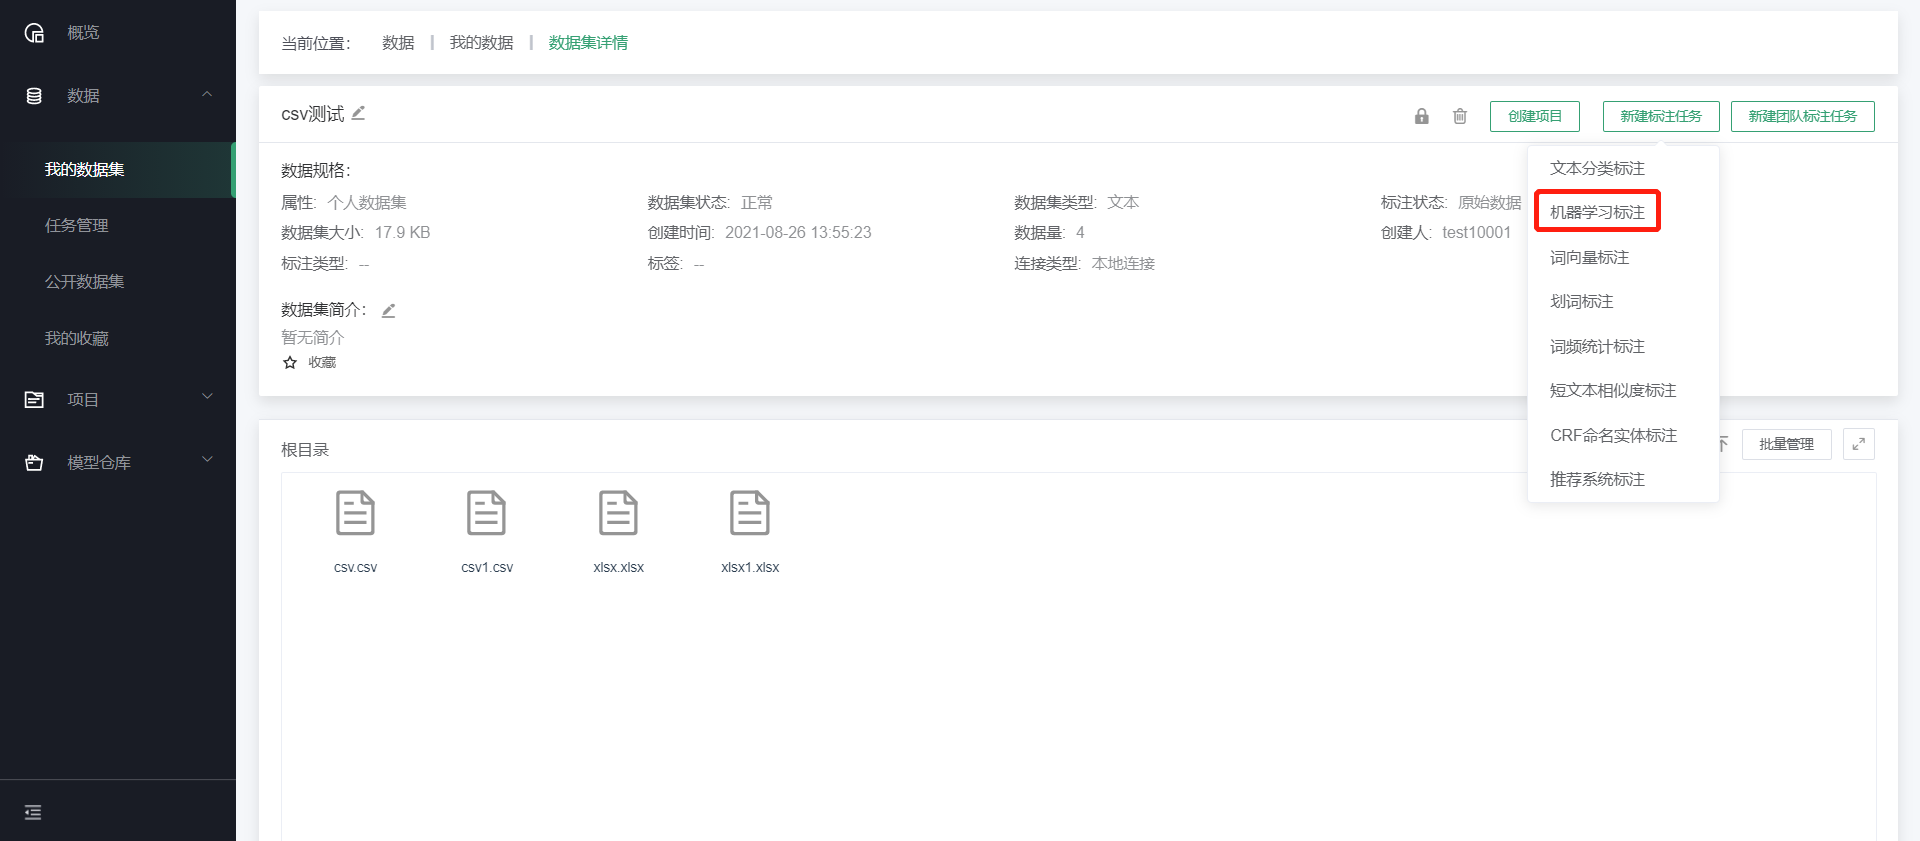 概览
数据
我的数据集
任务管理
公开数据集
我的收藏
项目
模型仓库
当前位置： 数据 | 我的数据 | 数据集详情
csv测试
创建项目 新建标注任务 新建团队标注任务
数据规格：
属性: 个人数据集 数据集状态: 正常 数据集类型: 文本 标注状态: 原始数据
数据集大小: 17.9 KB 创建时间: 2021-08-26 13:55:23 数据量: 4 创建人: test10001
标注类型: -- 标签: -- 连接类型: 本地连接
数据集简介：
暂无简介
收藏
文本分类标注
机器学习标注
词向量标注
划词标注
词频统计标注
短文本相似度标注
CRF命名实体标注
推荐系统标注
根目录
批量管理
csv.csv csv1.csv xlsx.xlsx xlsx1.xlsx